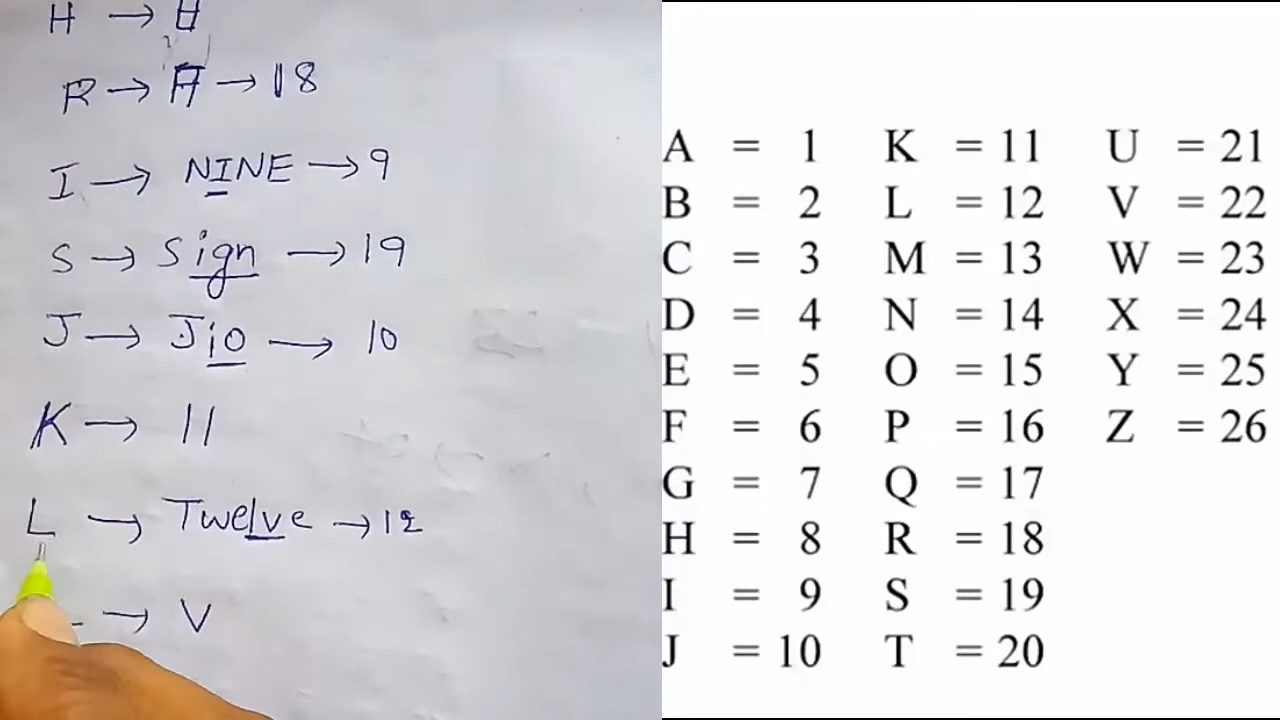 H → H
R → A → 18
I → NINE → 9
S → Sign → 19
J → Jio → 10
K → 11
L → Twelve → 12
→ V
A = 1 K = 11 U = 21
B = 2 L = 12 V = 22
C = 3 M = 13 W = 23
D = 4 N = 14 X = 24
E = 5 O = 15 Y = 25
F = 6 P = 16 Z = 26
G = 7 Q = 17
H = 8 R = 18
I = 9 S = 19
J = 10 T = 20